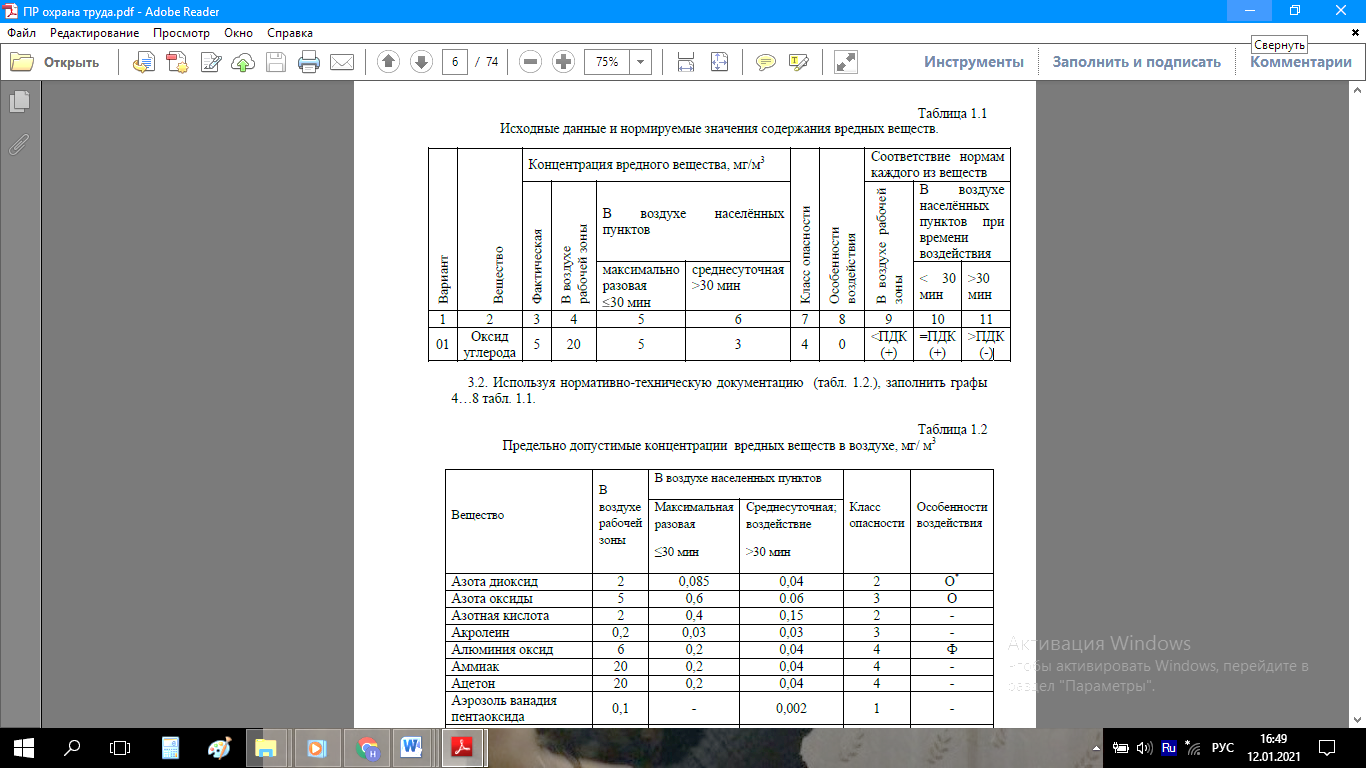 ПР охрана труда.pdf - Adobe Reader
Файл Редактирование Просмотр Окно Справка
Свернуть
Открыть 6 / 74 75% Инструменты Заполнить и подписать Комментарии
Таблица 1.1
Исходные данные и нормируемые значения содержания вредных веществ.
Вариант
Вещество
Концентрация вредного вещества, мг/м3
Фактическая
В воздухе
рабочей зоны
В воздухе населённых
пунктов
максимально
разовая
≤30 мин
среднесуточная
>30 мин
Класс опасности
Особенности
воздействия
Соответствие нормам
каждого из веществ
В воздухе рабочей
зоны
В воздухе
населённых
пунктов при
времени
воздействия
< 30
мин
>30
мин
1 2 3 4 5 6 7 8 9 10 11
01 Оксид
углерода 5 20 5 3 4 0 <ПДК
(+) =ПДК
(+) >ПДК
(-)
3.2. Используя нормативно-техническую документацию (табл. 1.2.), заполнить графы
4…8 табл. 1.1.
Таблица 1.2
Предельно допустимые концентрации вредных веществ в воздухе, мг/ м3
Вещество
В
воздухе
рабочей
зоны
В воздухе населенных пунктов
Максимальная
разовая
≤30 мин
Среднесуточная;
воздействие
>30 мин
Класс
опасности
Особенности
воздействия
Азота диоксид 2 0,085 0,04 2 О*
Азота оксиды 5 0,6 0.06 3 О
Азотная кислота 2 0,4 0,15 2 -
Акролеин 0,2 0,03 0,03 3 -
Алюминия оксид 6 0,2 0,04 4 Ф
Аммиак 20 0,2 0,04 4 -
Ацетон 20 0,2 0,04 4 -
Аэрозоль ванадия
пентаоксида 0,1 - 0,002 1 -
Активация Windows
Чтобы активировать Windows, перейдите в
раздел "Параметры".
Ru РУС
16:49
12.01.2021